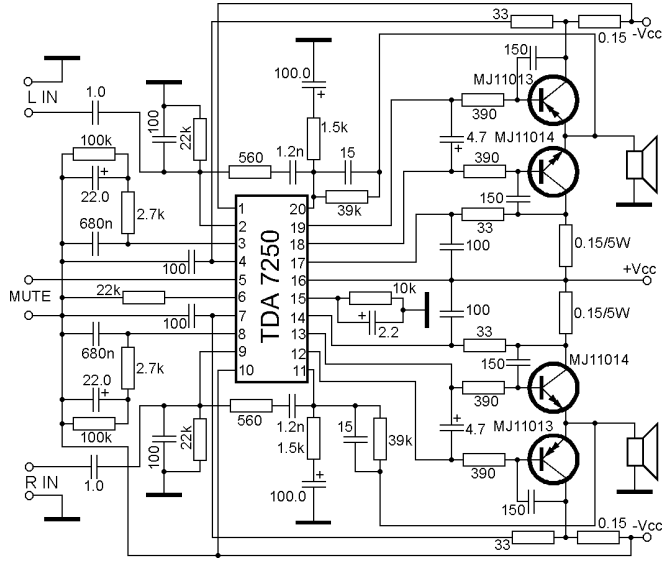 33
0.15
-Vcc
150
MJ11013
100.0
+
390
L IN
1.0
100
22k
1.5k
4.7
+
MJ11014
100k
560
1.2n
15
390
22.0
+
39k
150
2.7k
680n
33
100
1
2
3
4
5
6
7
8
9
10
TDA 7250
20
19
18
17
16
15
14
13
12
11
100
0.15/5W
+Vcc
MUTE
22k
10k
+
2.2
100
0.15/5W
100
33
680n
2.7k
150
MJ11014
22.0
+
390
100k
560
1.2n
1.5k
15
39k
+
4.7
MJ11013
100
22k
390
R IN
1.0
+
100.0
150
33
0.15
-Vcc